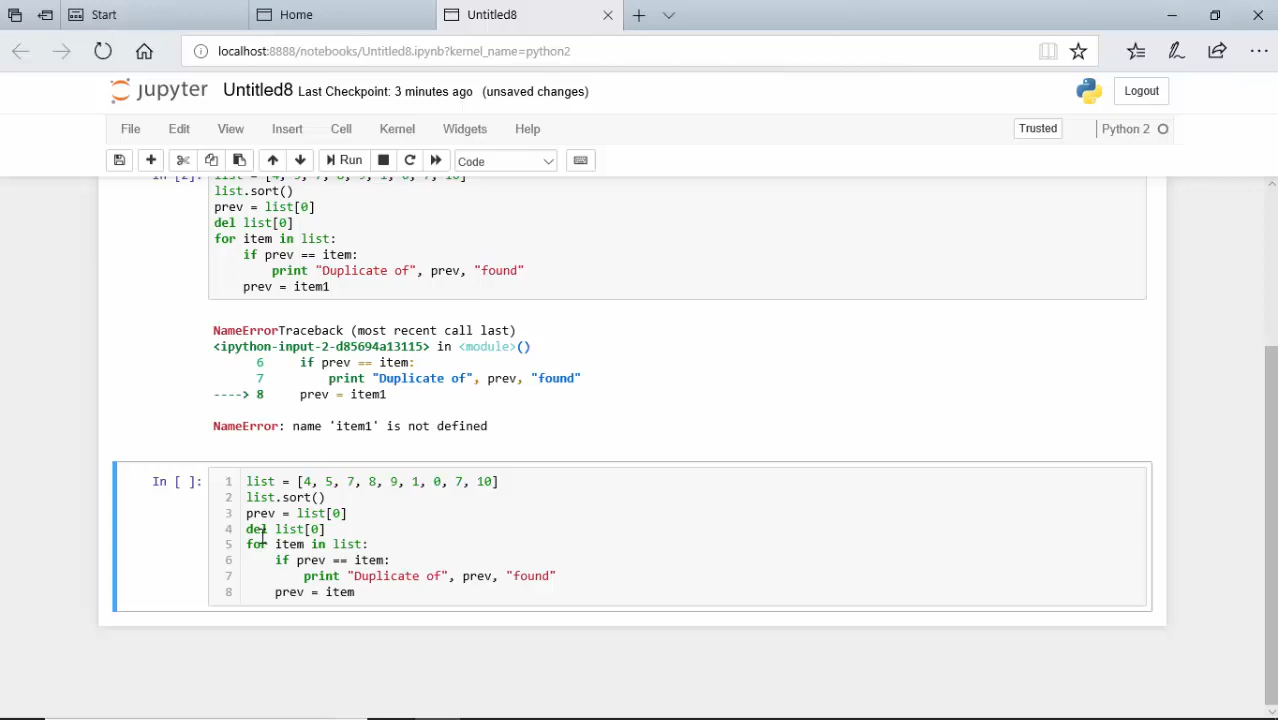 Start
Home
Untitled8
localhost:8888/notebooks/Untitled8.ipynb?kernel_name=python2
jupyter Untitled8 Last Checkpoint: 3 minutes ago (unsaved changes)
Logout
File Edit View Insert Cell Kernel Widgets Help
Trusted
Python 2
Run
Code
list.sort()
prev = list[0]
del list[0]
for item in list:
if prev == item:
print "Duplicate of", prev, "found"
prev = item1
NameErrorTraceback (most recent call last)
<ipython-input-2-d85694a13115> in <module>()
6 if prev == item:
7 print "Duplicate of", prev, "found"
----> 8 prev = item1
NameError: name 'item1' is not defined
In [ ]: 1 list = [4, 5, 7, 8, 9, 1, 0, 7, 10]
2 list.sort()
3 prev = list[0]
4 del list[0]
5 for item in list:
6 if prev == item:
7 print "Duplicate of", prev, "found"
8 prev = item